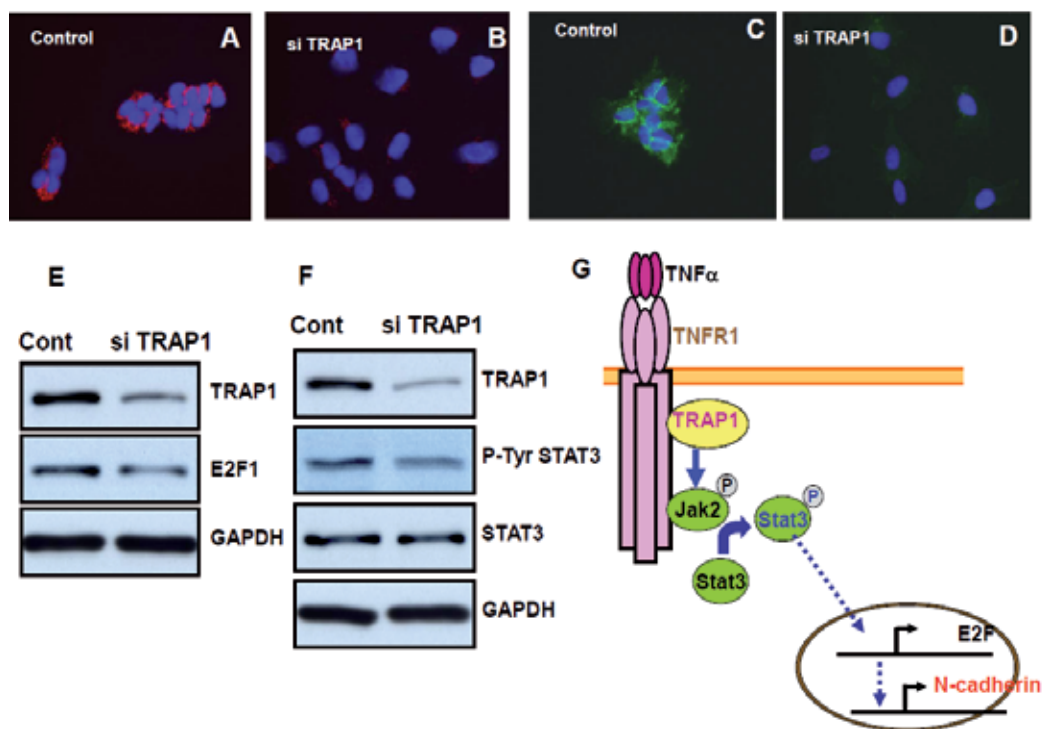 Control
A
si TRAP1
B
Control
C
si TRAP1
D
E
Cont si TRAP1
TRAP1
E2F1
GAPDH
F
Cont si TRAP1
TRAP1
P-Tyr STAT3
STAT3
GAPDH
G
TNFα
TNFR1
TRAP1
P
Jak2
P
Stat3
Stat3
E2F
N-cadherin